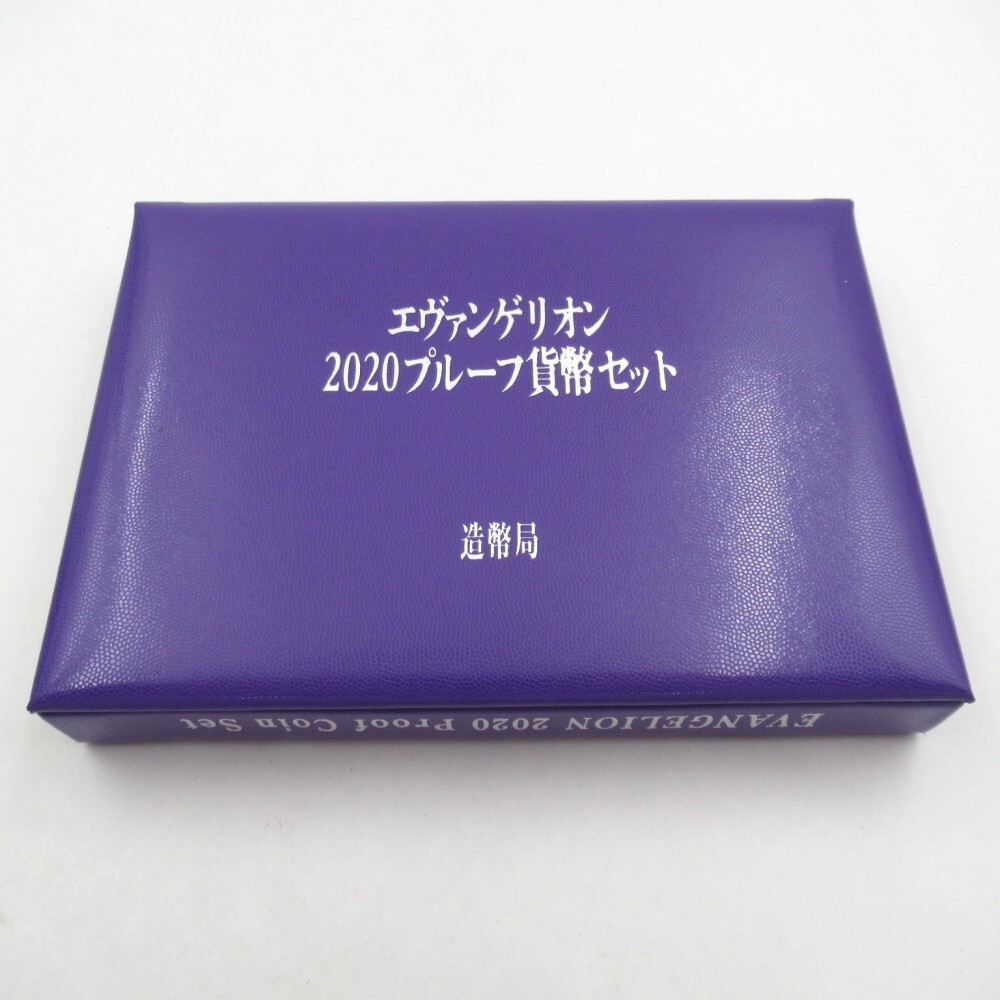 エヴァンゲリオン
2020プルーフ貨幣セット
造幣局
EVANGELION 2020 Proof Coin Set